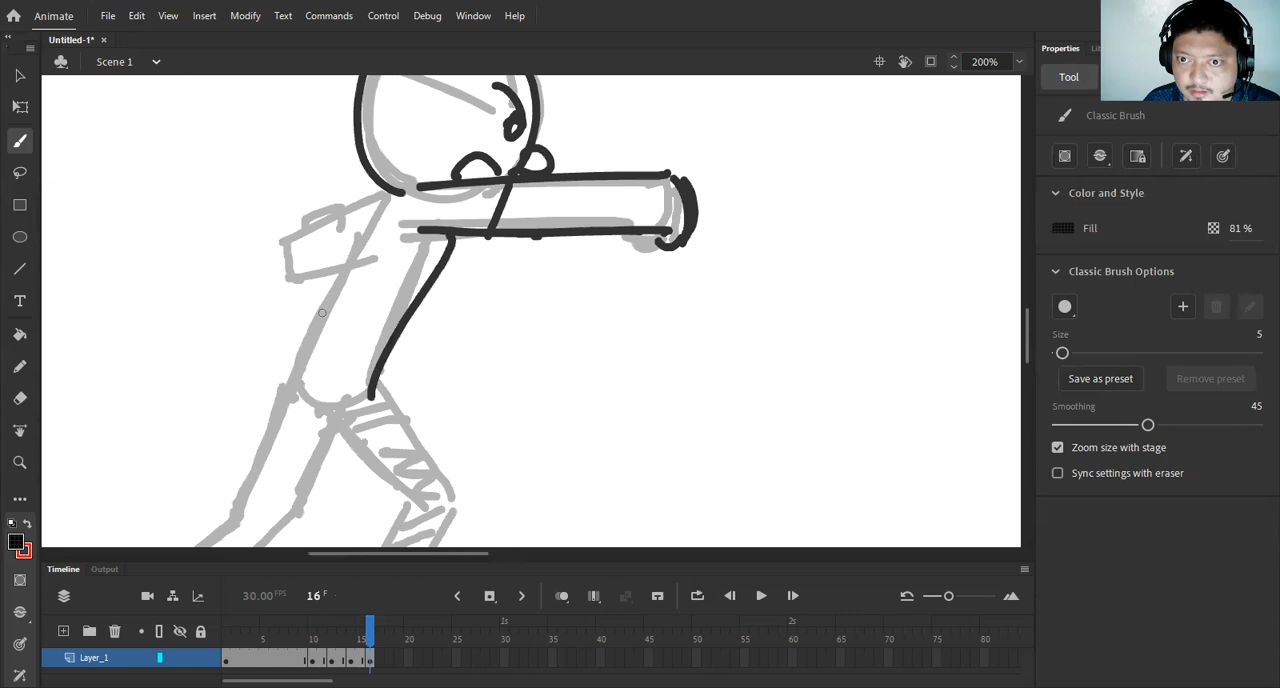 Animate File Edit View Insert Modify Text Commands Control Debug Window Help
Untitled-1* ×
Scene 1 200%
Properties
Tool
Classic Brush
Color and Style
Fill 81 %
Classic Brush Options
Size 5
Save as preset Remove preset
Smoothing 45
Zoom size with stage
Sync settings with eraser
Timeline Output
30.00 FPS 16 F
1s 2s
5 10 15 20 25 30 35 40 45 50 55 60 65 70 75 80
Layer_1